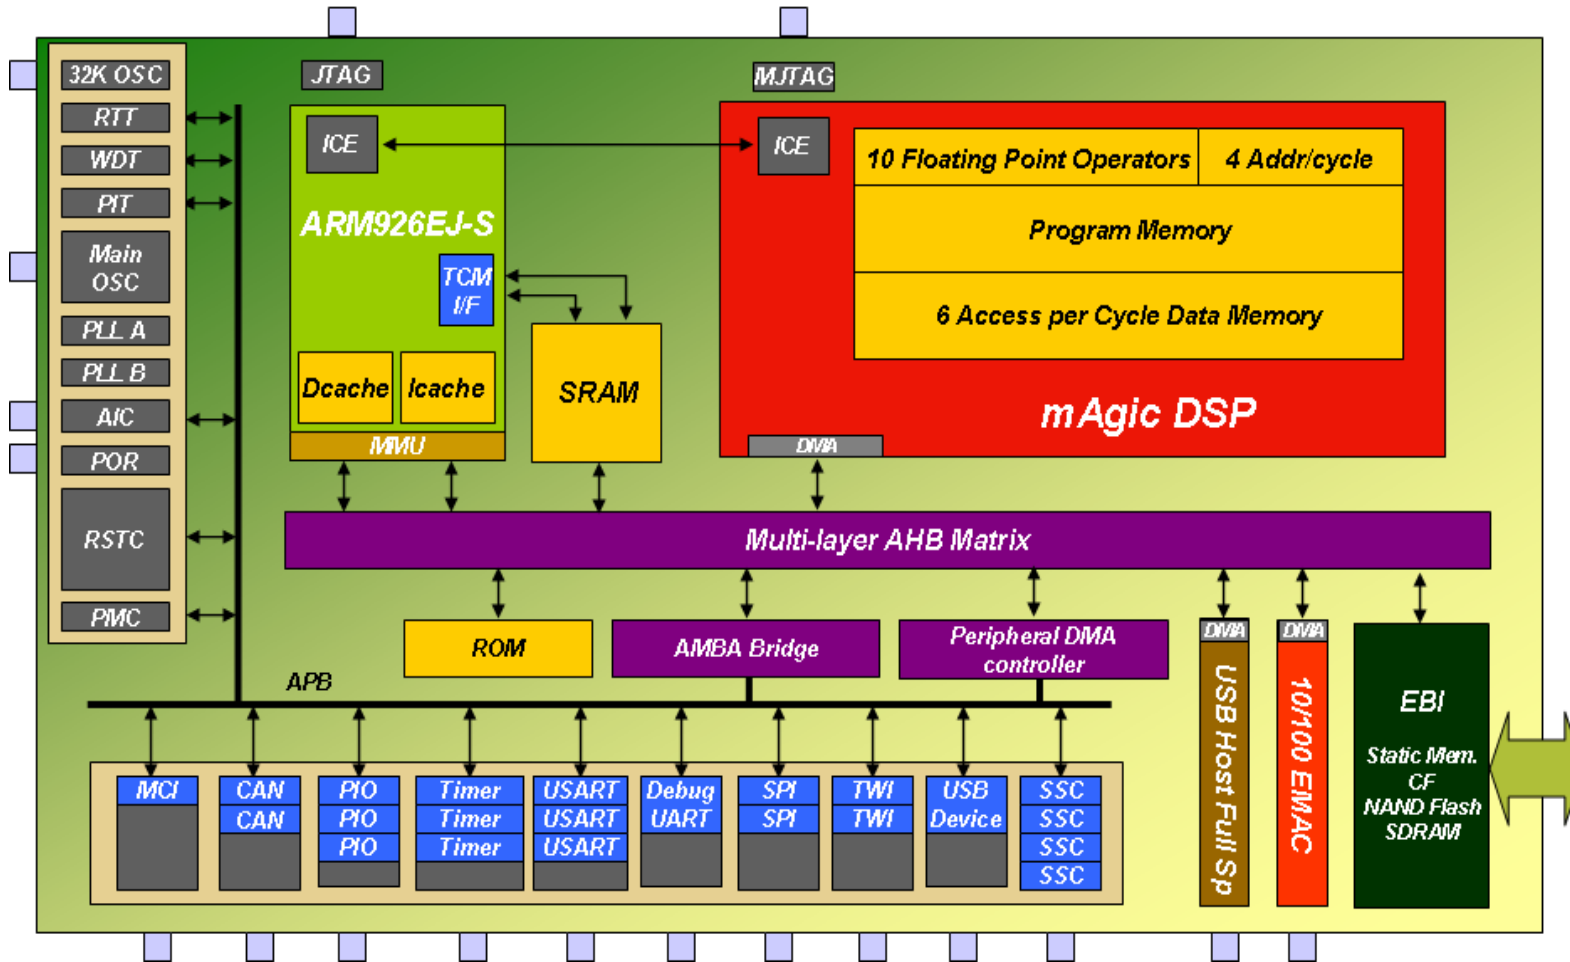 32K OSC
RTT
WDT
PIT
Main
OSC
PLL A
PLL B
AIC
POR
RSTC
PMC
JTAG
ICE
ARM926EJ-S
TCM
I/F
Dcache
Icache
MMU
SRAM
MJTAG
ICE
10 Floating Point Operators
4 Addr/cycle
Program Memory
6 Access per Cycle Data Memory
mAgic DSP
DMA
Multi-layer AHB Matrix
ROM
AMBA Bridge
Peripheral DMA
controller
DMA
USB Host Full Sp
DMA
10/100 EMAC
EBI
Static Mem.
CF
NAND Flash
SDRAM
APB
MCI
CAN
CAN
PIO
PIO
PIO
Timer
Timer
Timer
USART
USART
USART
Debug
UART
SPI
SPI
TWI
TWI
USB
Device
SSC
SSC
SSC
SSC